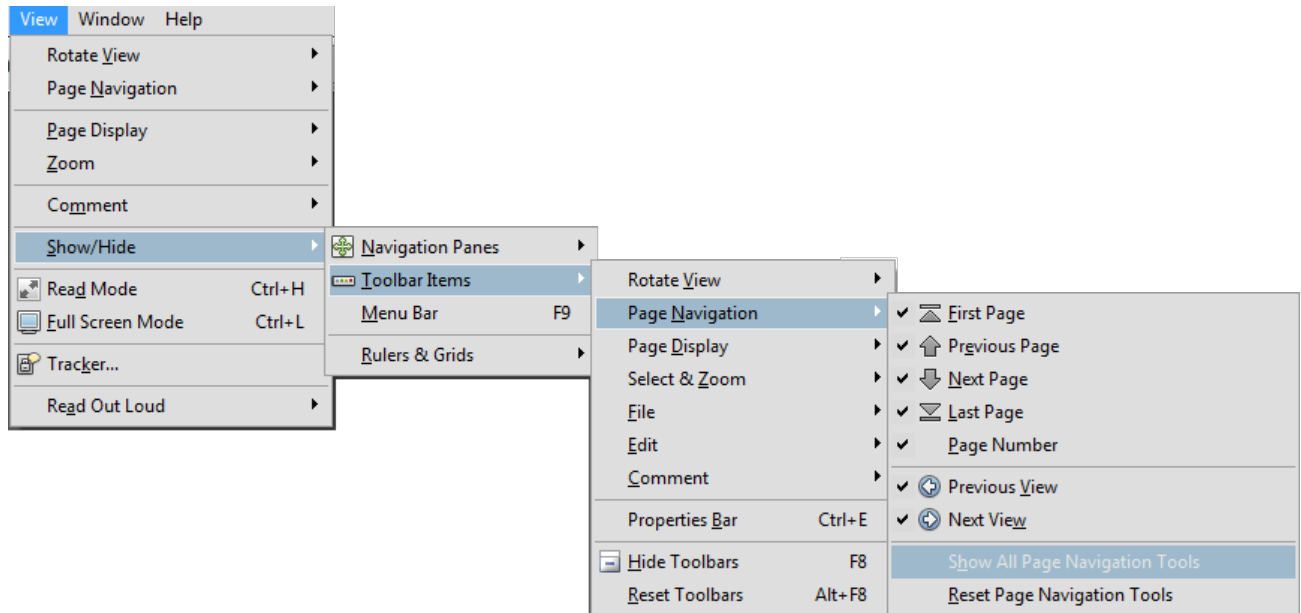 View Window Help
Rotate View
Page Navigation
Page Display
Zoom
Comment
Show/Hide
Read Mode Ctrl+H
Full Screen Mode Ctrl+L
Tracker...
Read Out Loud
Navigation Panes
Toolbar Items
Menu Bar F9
Rulers & Grids
Rotate View
Page Navigation
Page Display
Select & Zoom
File
Edit
Comment
Properties Bar Ctrl+E
Hide Toolbars F8
Reset Toolbars Alt+F8
First Page
Previous Page
Next Page
Last Page
Page Number
Previous View
Next View
Show All Page Navigation Tools
Reset Page Navigation Tools